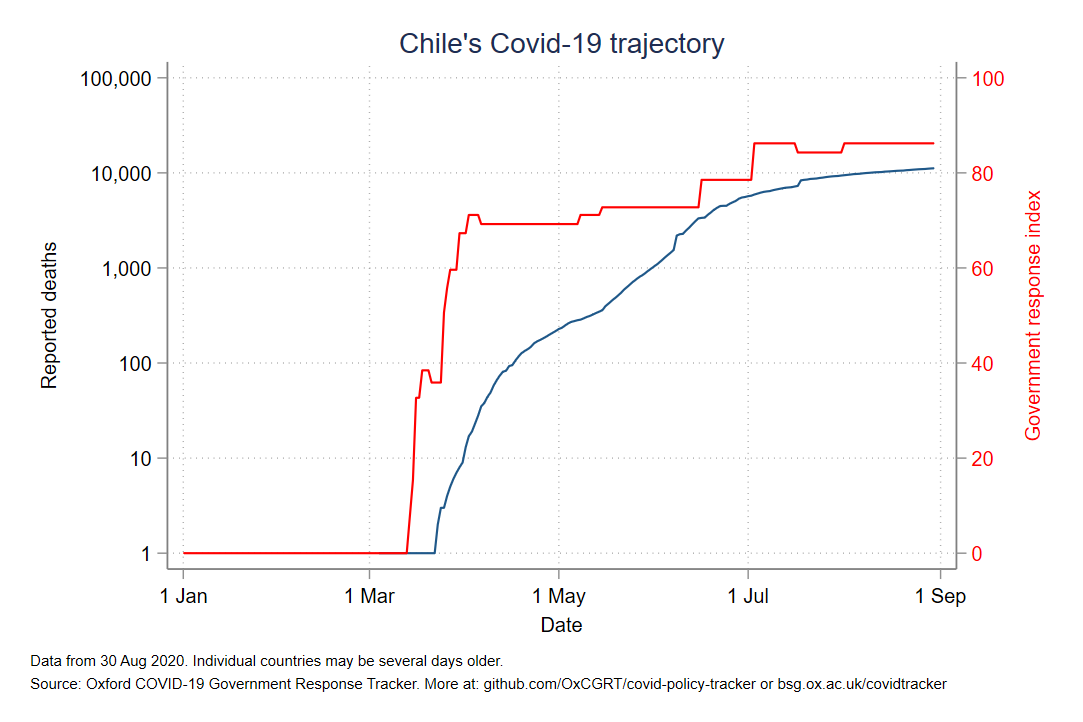 Chile's Covid-19 trajectory
100,000
10,000
1,000
100
10
1
Reported deaths
100
80
60
40
20
0
Government response index
1 Jan
1 Mar
1 May
1 Jul
1 Sep
Date
Data from 30 Aug 2020. Individual countries may be several days older.
Source: Oxford COVID-19 Government Response Tracker. More at: github.com/OxCGRT/covid-policy-tracker or bsg.ox.ac.uk/covidtracker